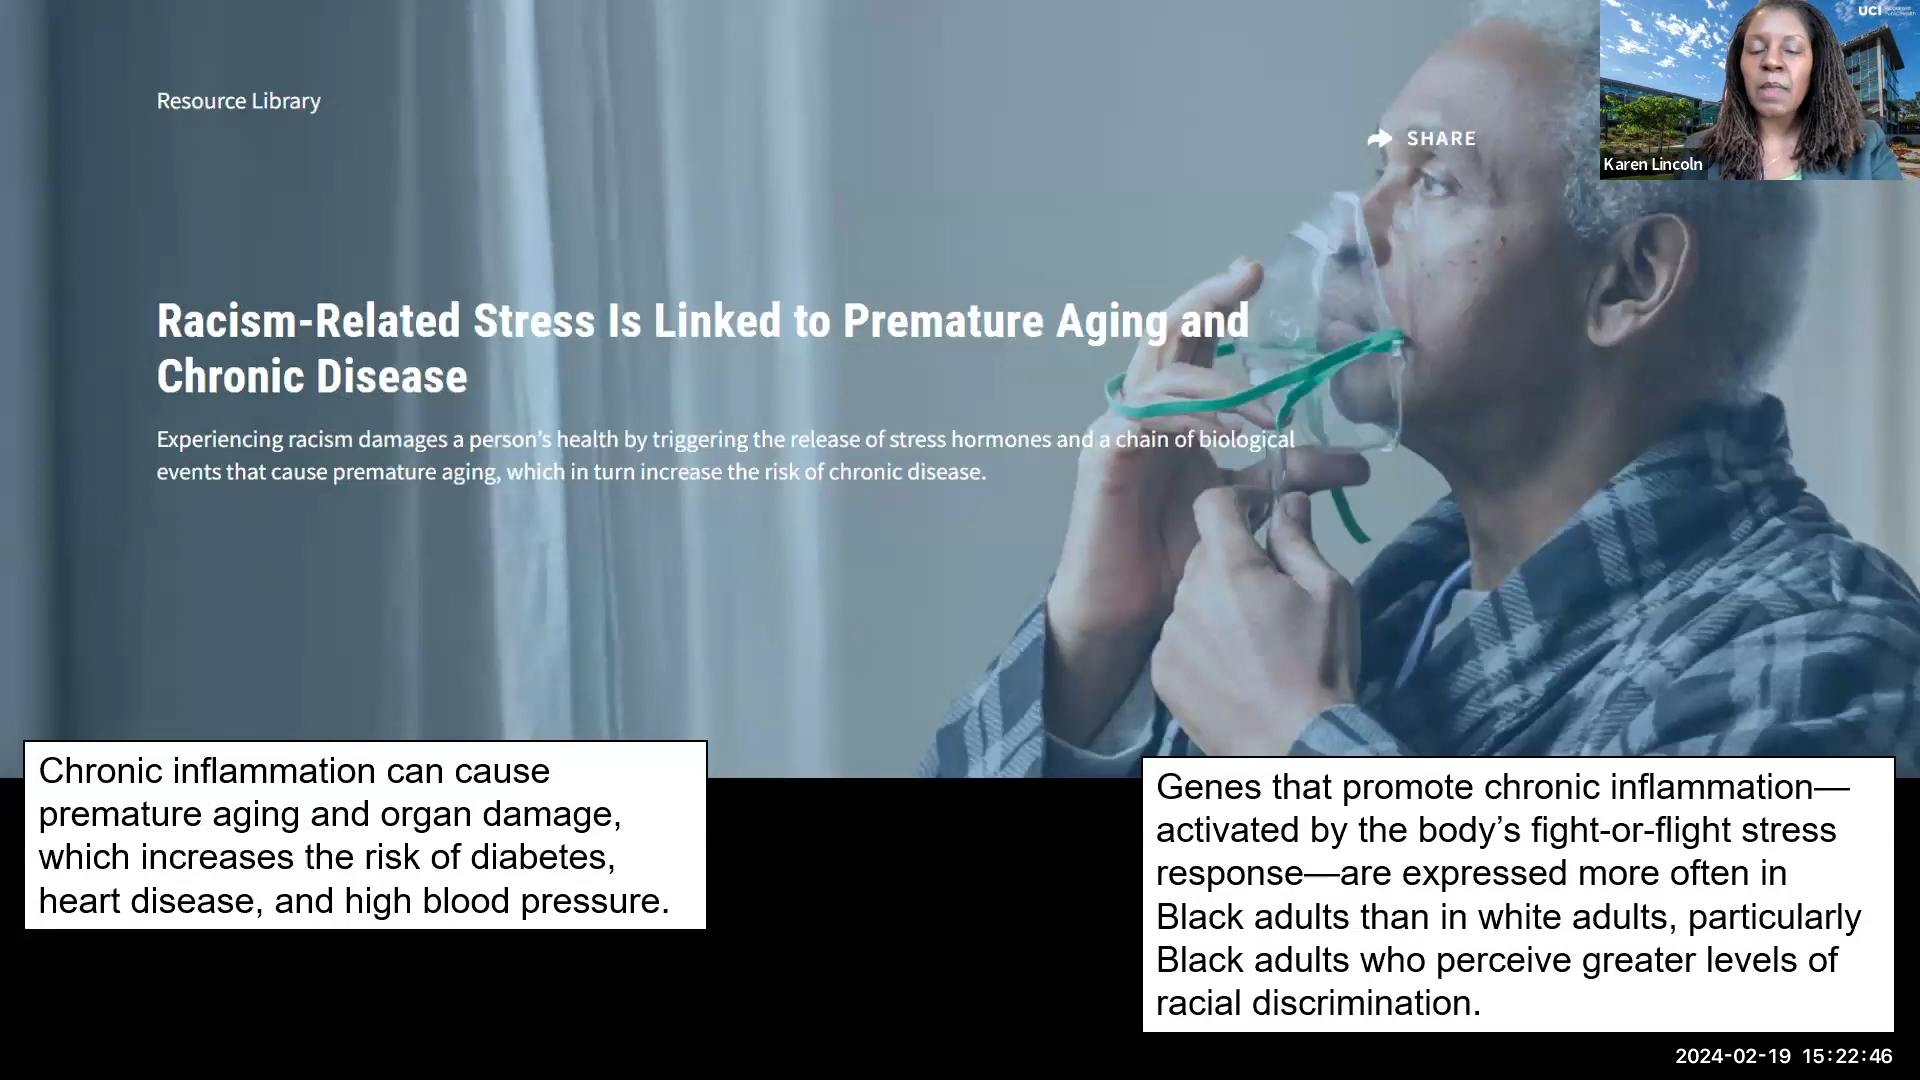 UCI
Resource Library
SHARE
Karen Lincoln
Racism-Related Stress Is Linked to Premature Aging and
Chronic Disease
Experiencing racism damages a person's health by triggering the release of stress hormones and a chain of biological
events that cause premature aging, which in turn increase the risk of chronic disease.
Chronic inflammation can cause
premature aging and organ damage,
which increases the risk of diabetes,
heart disease, and high blood pressure.
Genes that promote chronic inflammation—
activated by the body's fight-or-flight stress
response—are expressed more often in
Black adults than in white adults, particularly
Black adults who perceive greater levels of
racial discrimination.
2024-02-19 15:22:46